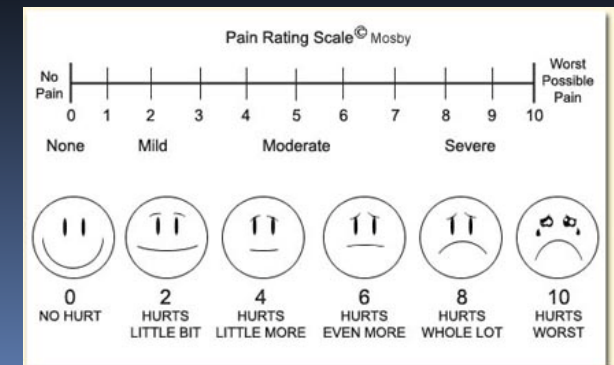 Pain Rating Scale© Mosby
No Pain
Worst Possible Pain
0 1 2 3 4 5 6 7 8 9 10
None Mild Moderate Severe
0 2 4 6 8 10
NO HURT
HURTS LITTLE BIT
HURTS LITTLE MORE
HURTS EVEN MORE
HURTS WHOLE LOT
HURTS WORST